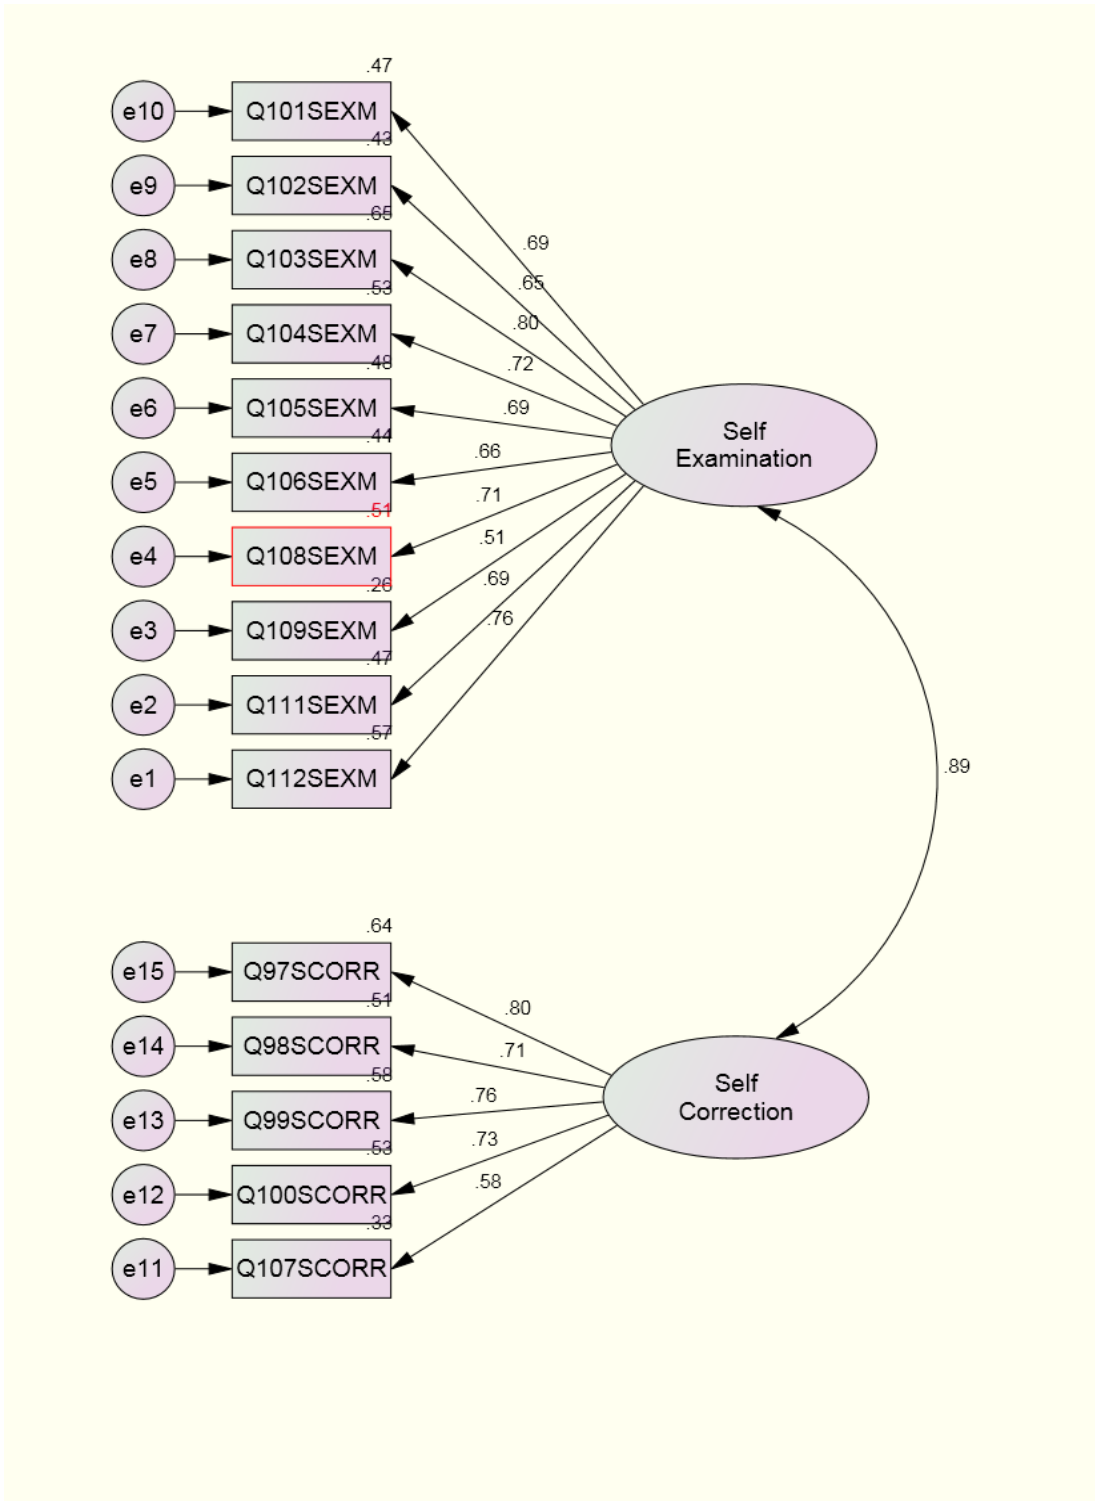 .47
e10 Q101SEXM
.43
e9 Q102SEXM
.65
e8 Q103SEXM
.53
e7 Q104SEXM
.48
e6 Q105SEXM
.44
e5 Q106SEXM
.51
e4 Q108SEXM
.26
e3 Q109SEXM
.47
e2 Q111SEXM
.57
e1 Q112SEXM
.69
.65
.80
.72
.69
.66
.71
.51
.69
.76
Self
Examination
.89
.64
e15 Q97SCORR
.51
e14 Q98SCORR
.58
e13 Q99SCORR
.53
e12 Q100SCORR
.33
e11 Q107SCORR
.80
.71
.76
.73
.58
Self
Correction